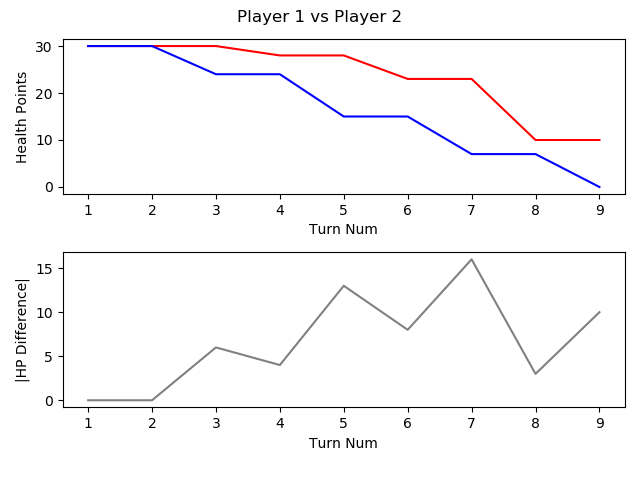 Player 1 vs Player 2
Health Points
30
20
10
0
1 2 3 4 5 6 7 8 9
Turn Num
|HP Difference|
15
10
5
0
1 2 3 4 5 6 7 8 9
Turn Num